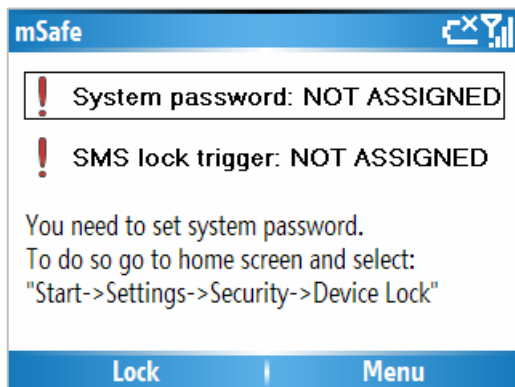 mSafe
System password: NOT ASSIGNED
SMS lock trigger: NOT ASSIGNED
You need to set system password.
To do so go to home screen and select:
"Start->Settings->Security->Device Lock"
Lock
Menu